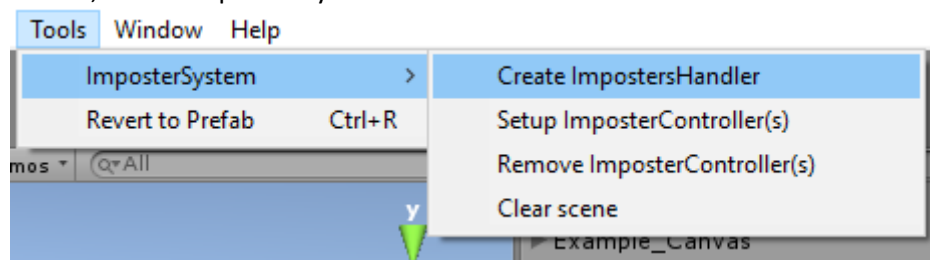 Tools Window Help
ImposterSystem > Create ImpostersHandler
Revert to Prefab Ctrl+R Setup ImposterController(s)
Remove ImposterController(s)
mos All
Clear scene
y
Example_Canvas